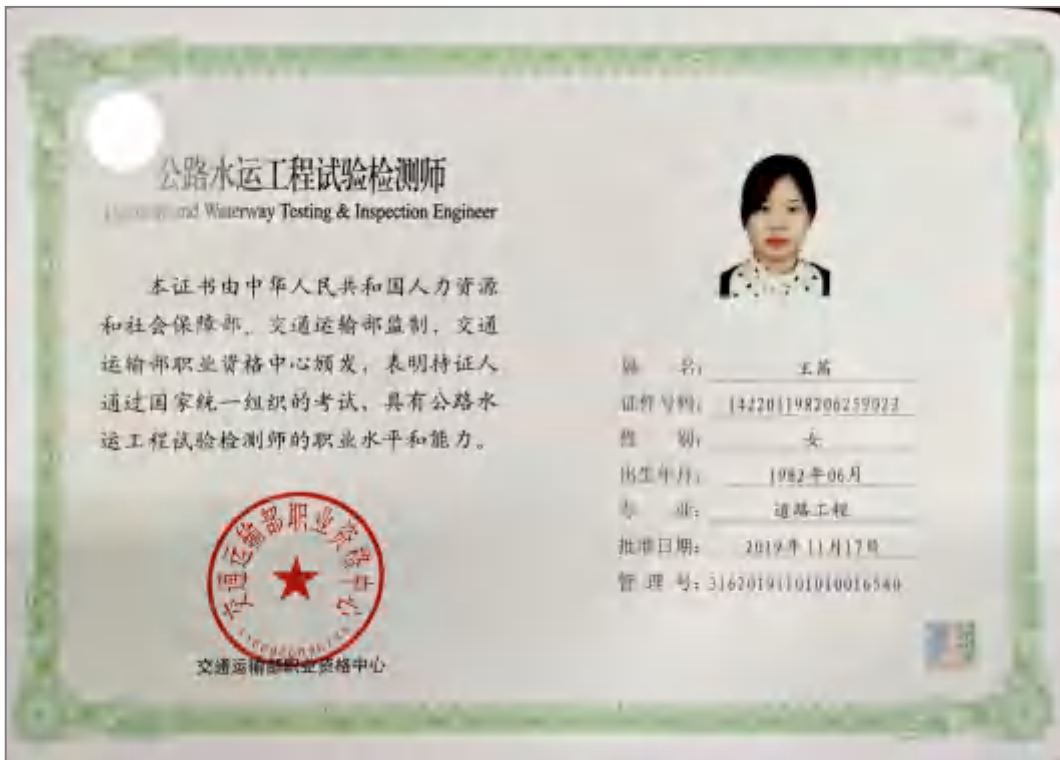 公路水运工程试验检测师
and Waterway Testing & Inspection Engineer
本证书由中华人民共和国人力资源
和社会保障部、交通运输部监制，交通
运输部职业资格中心颁发，表明持证人
通过国家统一组织的考试，具有公路水
运工程试验检测师的职业水平和能力。
交通运输部职业资格中心
交通运输部职业资格中心
姓 名：
证件号码：142201198206259022
性 别：女
出生年月：1982年06月
专 业：道路工程
批准日期：2019年11月17日
管 理 号：31620191101010016540